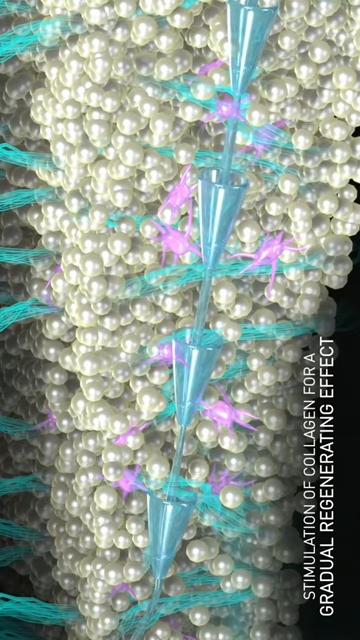 STIMULATION OF COLLAGEN FOR A
GRADUAL REGENERATING EFFECT